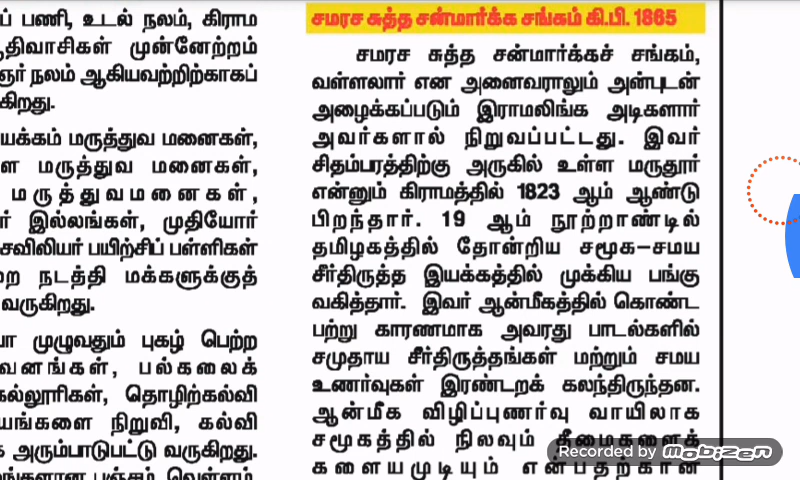 ப் பணி, உடல் நலம், கிராம
ஆதிவாசிகள் முன்னேற்றம்
ஞர் நலம் ஆகியவற்றிற்காகப்
கிறது.
யக்கம் மருத்துவ மனைகள்,
ள மருத்துவ மனைகள்,
மருத்துவமனைகள்,
ர் இல்லங்கள், முதியோர்
செவிலியர் பயிற்சிப் பள்ளிகள்
றை நடத்தி மக்களுக்குத்
வருகிறது.
யா முழுவதும் புகழ் பெற்ற
வனங்கள், பல்கலைக்
கல்லூரிகள், தொழிற்கல்வி
யங்களை நிறுவி, கல்வி
அரும்பாடுபட்டு வருகிறது.
பஞ்சம் வெள்ளம்,
சமரச சுத்த சன்மார்க்க சங்கம் கி.பி. 1865
சமரச சுத்த சன்மார்க்கச் சங்கம்,
வள்ளலார் என அனைவராலும் அன்புடன்
அழைக்கப்படும் இராமலிங்க அடிகளார்
அவர்களால் நிறுவப்பட்டது. இவர்
சிதம்பரத்திற்கு அருகில் உள்ள மருதூர்
என்னும் கிராமத்தில் 1823 ஆம் ஆண்டு
பிறந்தார். 19 ஆம் நூற்றாண்டில்
தமிழகத்தில் தோன்றிய சமூக-சமய
சீர்திருத்த இயக்கத்தில் முக்கிய பங்கு
வகித்தார். இவர் ஆன்மீகத்தில் கொண்ட
பற்று காரணமாக அவரது பாடல்களில்
சமுதாய சீர்திருத்தங்கள் மற்றும் சமய
உணர்வுகள் இரண்டறக் கலந்திருந்தன.
ஆன்மீக விழிப்புணர்வு வாயிலாக
சமூகத்தில் நிலவும் தீமைகளைக்
களையமுடியும் என்பதற்கான
Recorded by mobizen